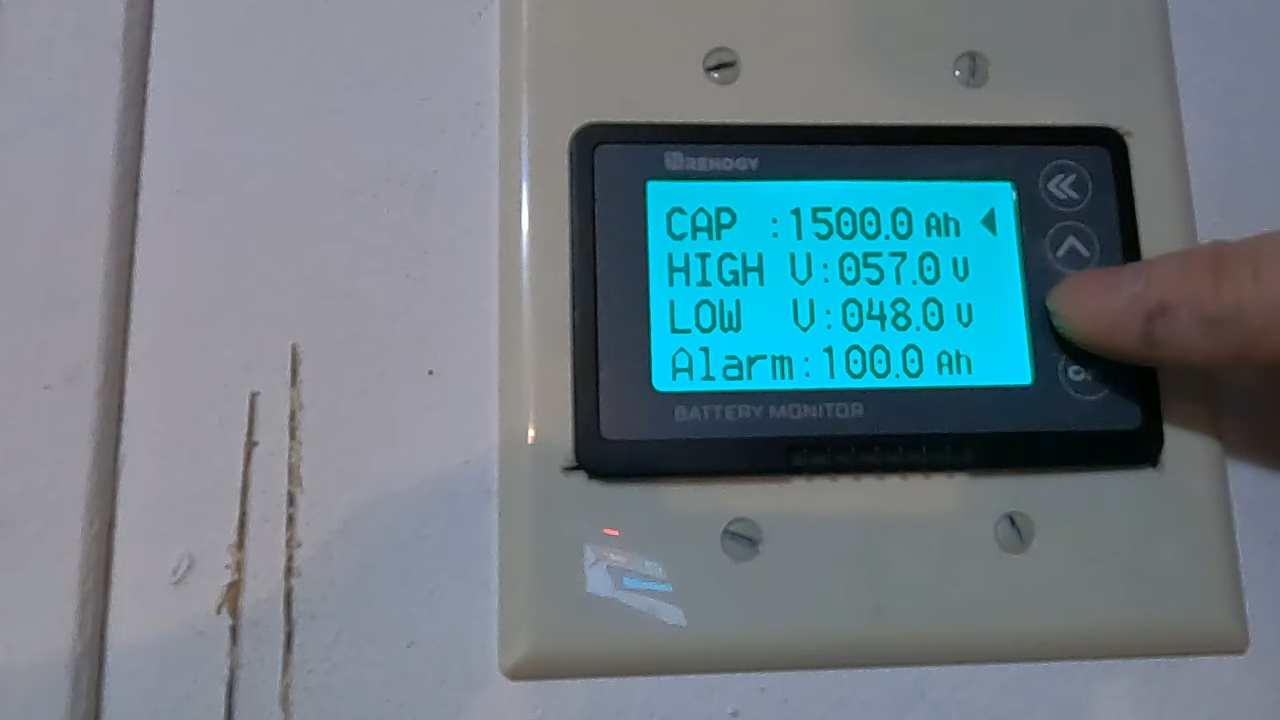 RENOGY
CAP :1500.0 Ah
HIGH V:057.0 V
LOW V:048.0 V
Alarm:100.0 Ah
BATTERY MONITOR